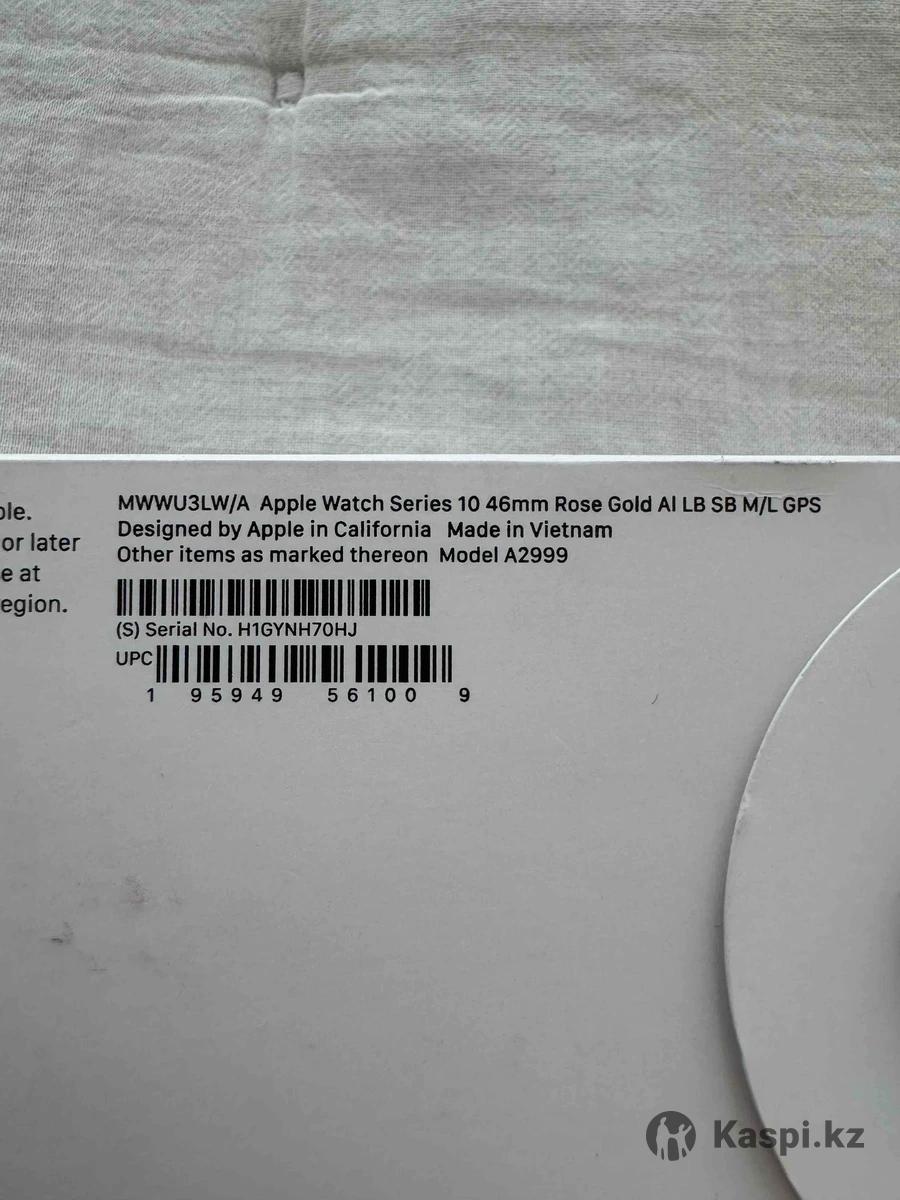 ple.
or later
e at
egion.
MWWU3LW/A Apple Watch Series 10 46mm Rose Gold Al LB SB M/L GPS
Designed by Apple in California Made in Vietnam
Other items as marked thereon Model A2999
(S) Serial No. H1GYNH70HJ
UPC
1 95949 56100 9
Kaspi.kz